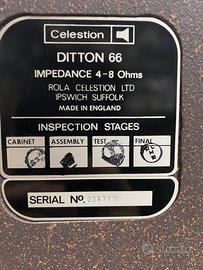 Celestion
DITTON 66
IMPEDANCE 4-8 Ohms
ROLA CELESTION LTD
IPSWICH SUFFOLK
MADE IN ENGLAND
INSPECTION STAGES
CABINET ASSEMBLY TEST FINAL
SERIAL No.